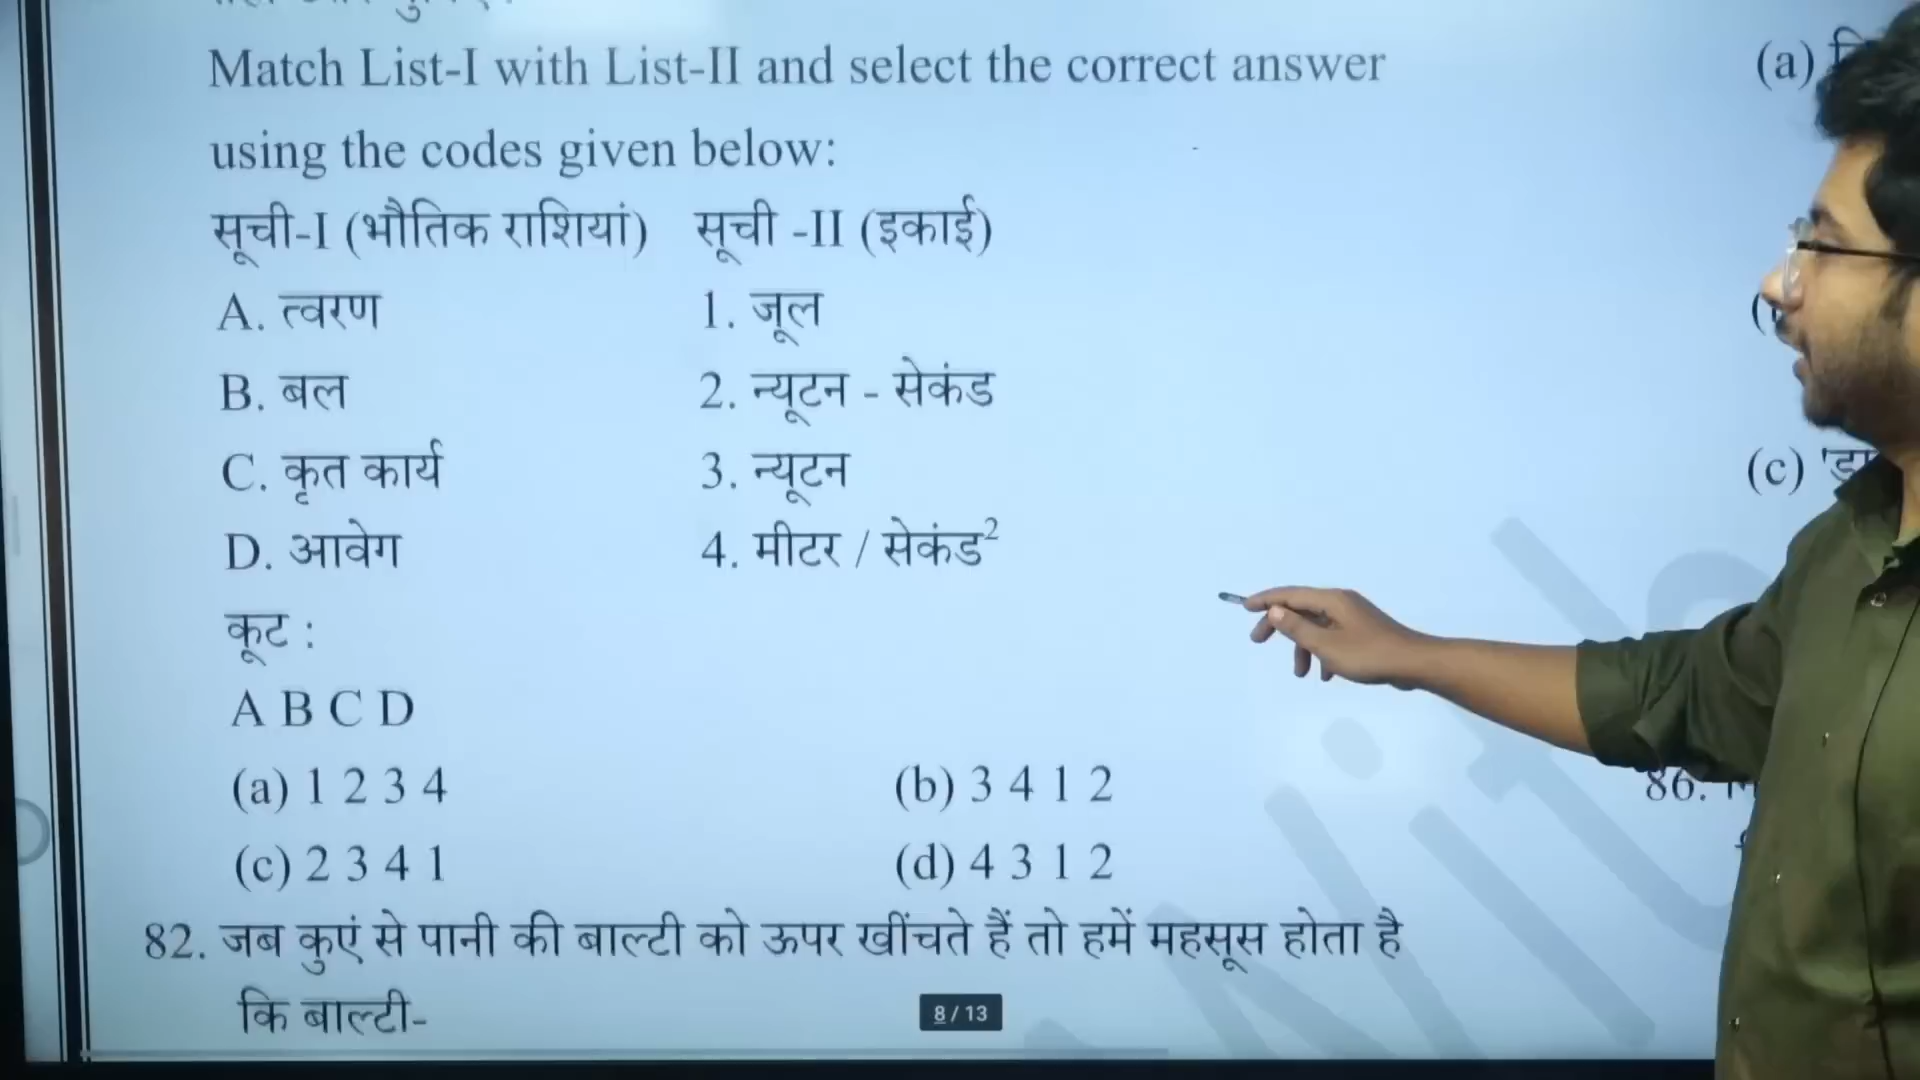 Match List-I with List-II and select the correct answer
using the codes given below:
सूची-I (भौतिक राशियां) सूची -II (इकाई)
A. त्वरण 1. जूल
B. बल 2. न्यूटन - सेकंड
C. कृत कार्य 3. न्यूटन
D. आवेग 4. मीटर / सेकंड²
कूट :
A B C D
(a) 1 2 3 4 (b) 3 4 1 2
(c) 2 3 4 1 (d) 4 3 1 2
82. जब कुएं से पानी की बाल्टी को ऊपर खींचते हैं तो हमें महसूस होता है
कि बाल्टी-
8 / 13
(a)
(c)
86.